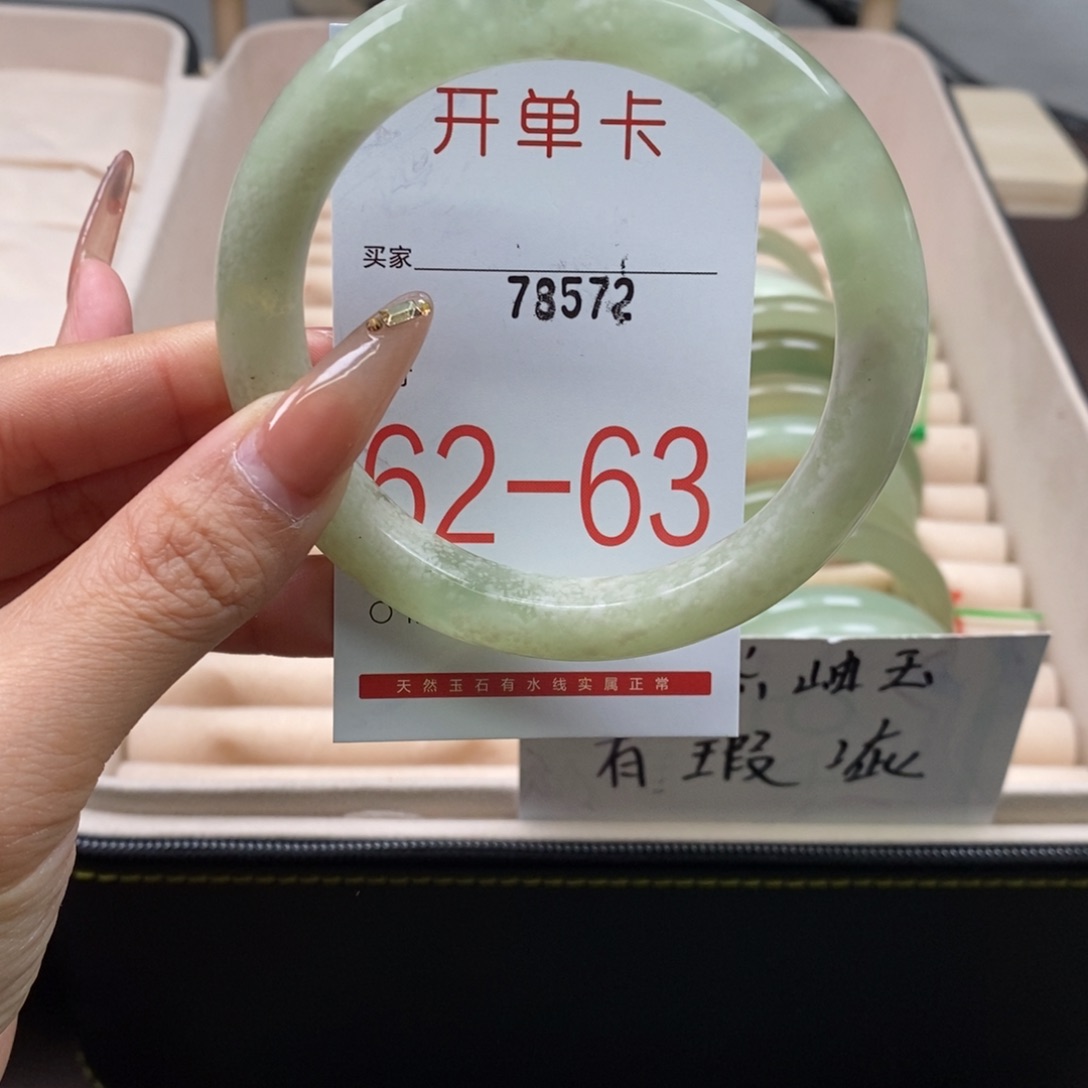 开单卡
买家
78572
62-63
天然玉石有水线实属正常
岫玉
有瑕疵